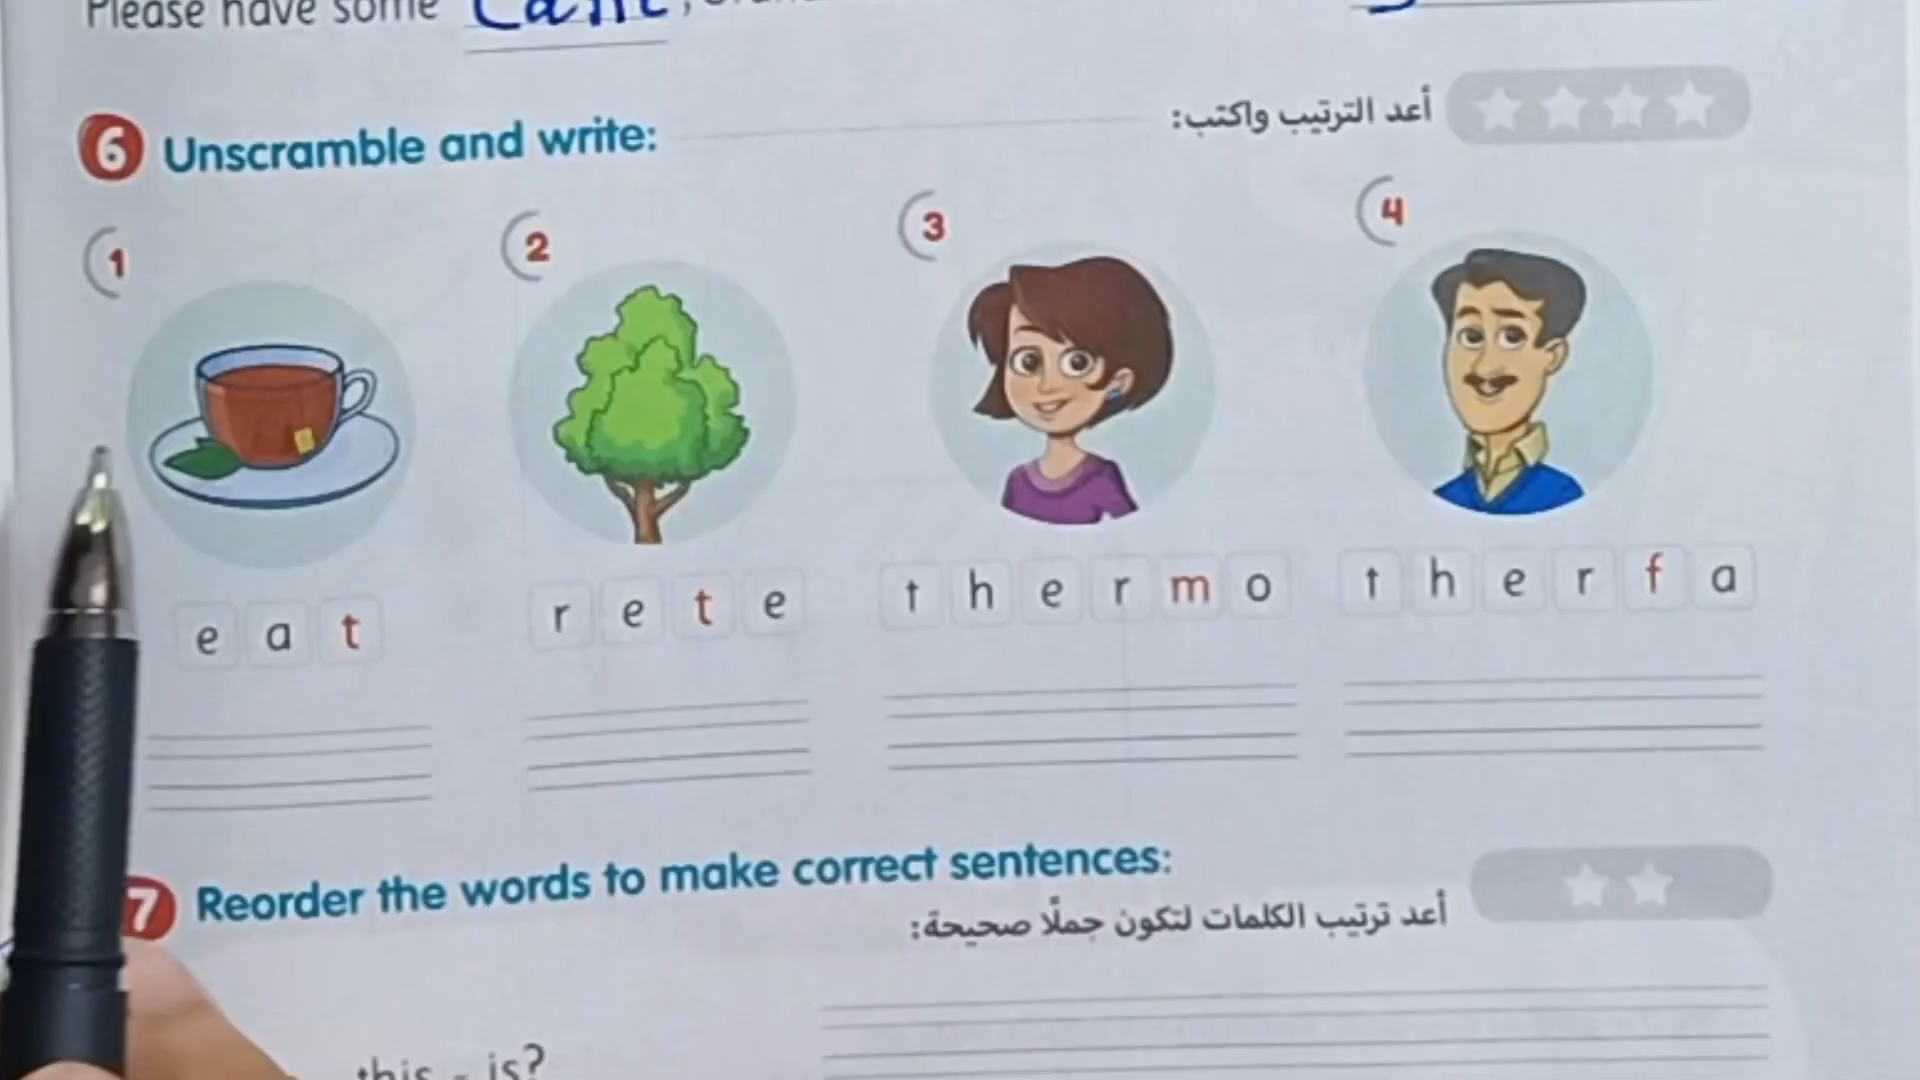 Please have some
6 Unscramble and write:
أعد الترتيب واكتب:
1
2
3
4
e a t
r e t e
t h e r m o
t h e r f a
7 Reorder the words to make correct sentences:
أعد ترتيب الكلمات لتكون جملًا صحيحة:
this - is?